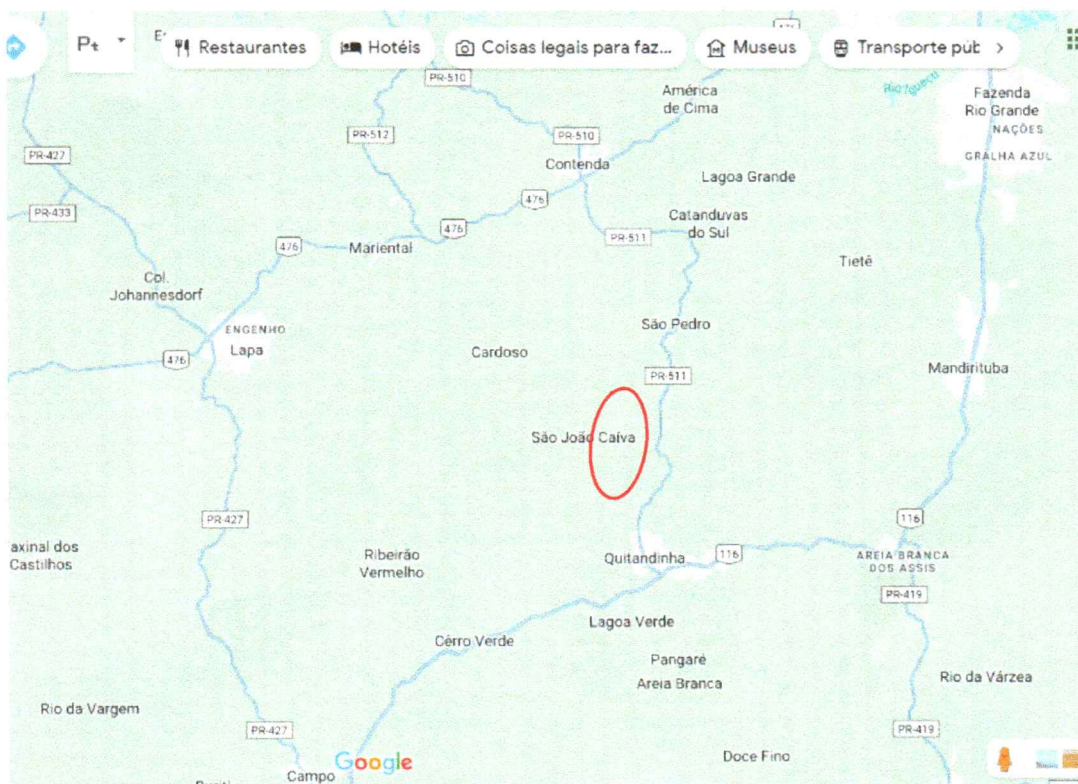 Restaurantes
Hotéis
Coisas legais para faz...
Museus
Transporte púb
PR-510
América
de Cima
Rio Iguaçu
Fazenda
Rio Grande
NAÇÕES
GRALHA AZUL
PR-427
PR-512
PR-510
Contenda
Lagoa Grande
PR-433
476
Catanduvas
do Sul
476
476
Mariental
PR-511
Tietê
Col.
Johannesdorf
ENGENHO
Lapa
São Pedro
476
Cardoso
PR-511
Mandirituba
São João Caíva
PR-427
116
axinal dos
Castilhos
Ribeirão
Vermelho
Quitandinha
116
AREIA BRANCA
DOS ASSIS
PR-419
Lagoa Verde
Cérro Verde
Pangaré
Areia Branca
Rio da Várzea
Rio da Vargem
PR-427
PR-419
Google
Doce Fino
Campo